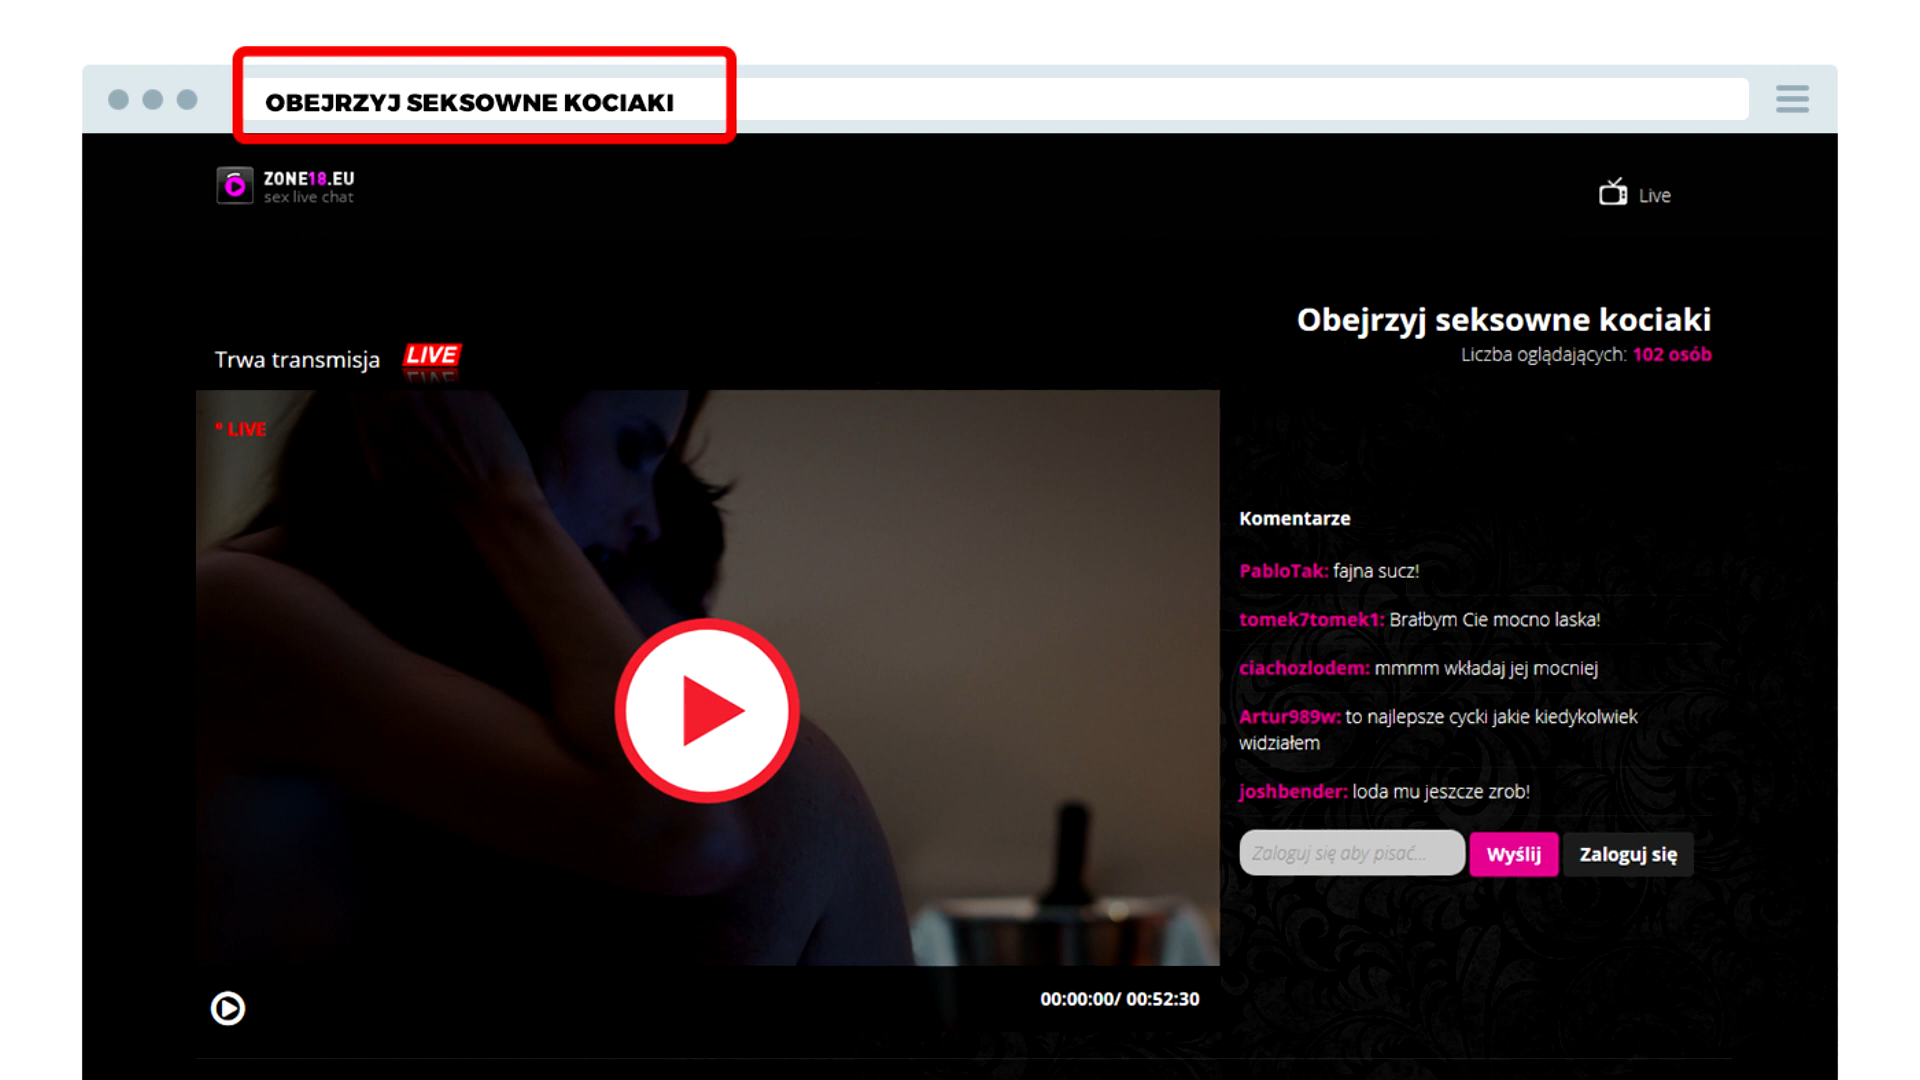 OBEJRZYJ SEKSOWNE KOCIAKI
ZONE18.EU
sex live chat
Live
Obejrzyj seksowne kociaki
Liczba oglądających: 102 osób
Trwa transmisja LIVE
* LIVE
Komentarze
PabloTak: fajna sucz!
tomek7tomek1: Brałbym Cie mocno laska!
ciachozlodem: mmmm wkładaj jej mocniej
Artur989w: to najlepsze cycki jakie kiedykolwiek
widziałem
joshbender: loda mu jeszcze zrob!
Zaloguj się aby pisać... Wyślij Zaloguj się
00:00:00/ 00:52:30